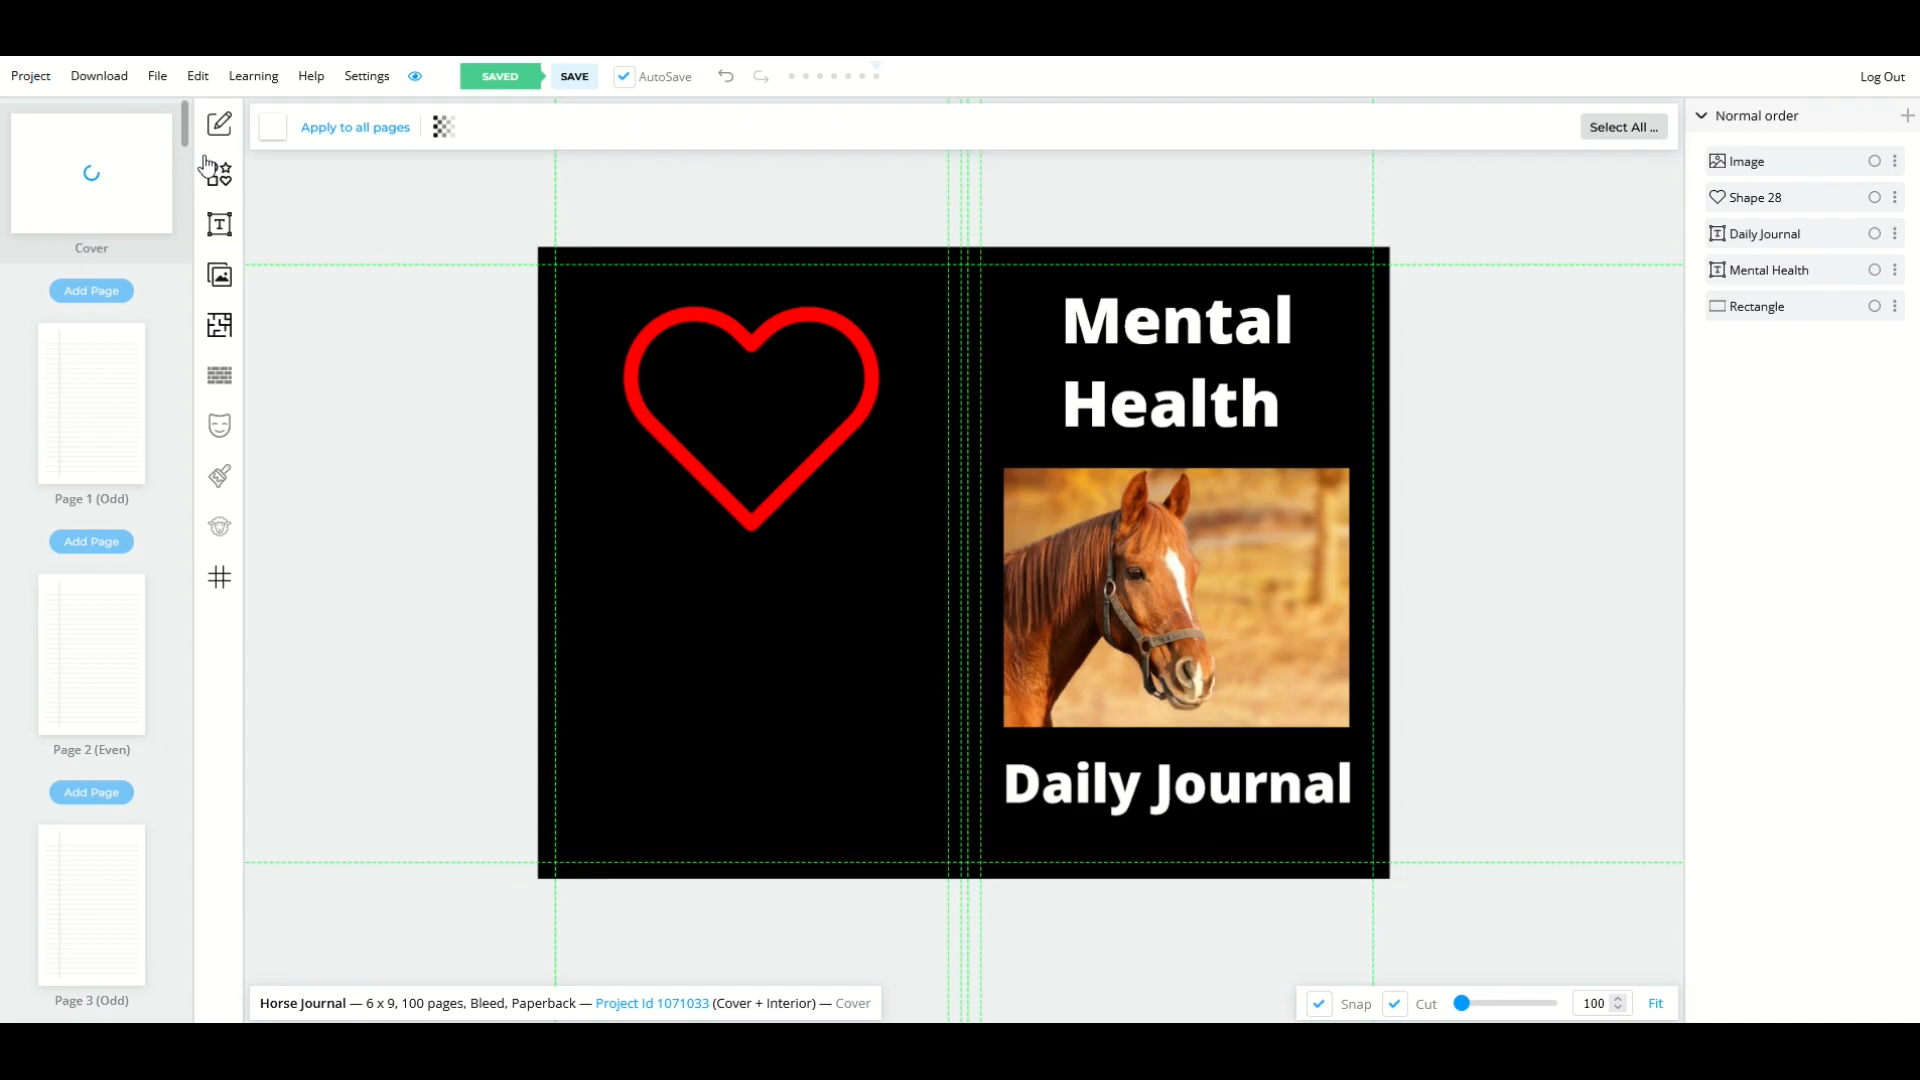 Project Download File Edit Learning Help Settings SAVED SAVE AutoSave Log Out
Apply to all pages Select All ...
Cover
Add Page
Page 1 (Odd)
Add Page
Page 2 (Even)
Add Page
Page 3 (Odd)
Mental
Health
Daily Journal
Normal order
Image
Shape 28
Daily Journal
Mental Health
Rectangle
Horse Journal — 6 x 9, 100 pages, Bleed, Paperback — Project Id 1071033 (Cover + Interior) — Cover
Snap Cut 100 Fit